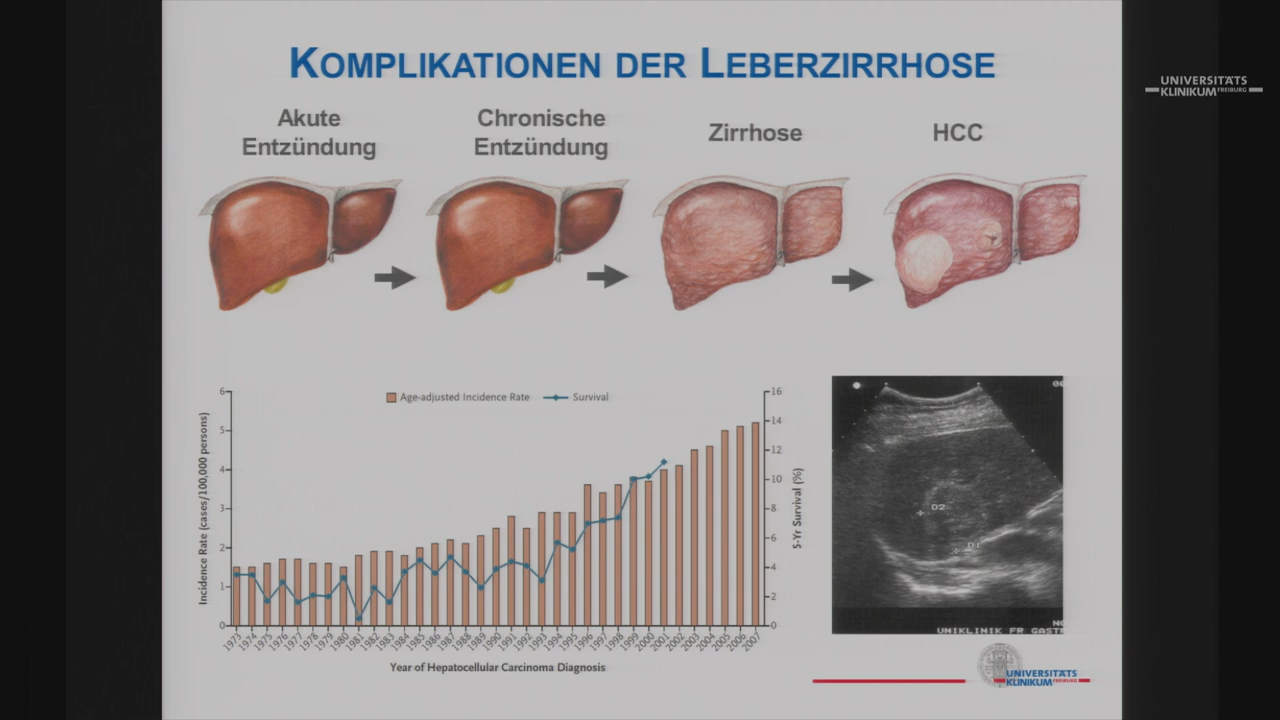 KOMPLIKATIONEN DER LEBERZIRRHOSE
UNIVERSITÄTS
KLINIKUM FREIBURG
Akute
Entzündung
Chronische
Entzündung
Zirrhose
HCC
Age-adjusted Incidence Rate
Survival
Incidence Rate (cases/100,000 persons)
6
5
4
3
2
1
0
16
14
12
10
8
6
4
2
0
5-Yr Survival (%)
1973 1974 1975 1976 1977 1978 1979 1980 1981 1982 1983 1984 1985 1986 1987 1988 1989 1990 1991 1992 1993 1994 1995 1996 1997 1998 1999 2000 2001 2002 2003 2004 2005 2006 2007
Year of Hepatocellular Carcinoma Diagnosis
D2
D1
UNIKLINIK FR GAST
UNIVERSITÄTS
KLINIKUM FREIBURG